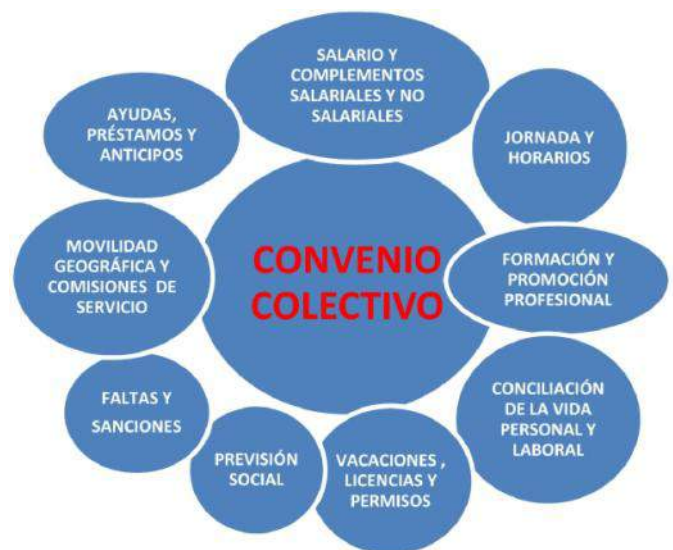 SALARIO Y
COMPLEMENTOS
SALARIALES Y NO
SALARIALES
JORNADA Y
HORARIOS
FORMACIÓN Y
PROMOCIÓN
PROFESIONAL
CONCILIACIÓN
DE LA VIDA
PERSONAL Y
LABORAL
VACACIONES ,
LICENCIAS Y
PERMISOS
PREVISIÓN
SOCIAL
FALTAS Y
SANCIONES
MOVILIDAD
GEOGRÁFICA Y
COMISIONES DE
SERVICIO
AYUDAS,
PRÉSTAMOS Y
ANTICIPOS
CONVENIO
COLECTIVO